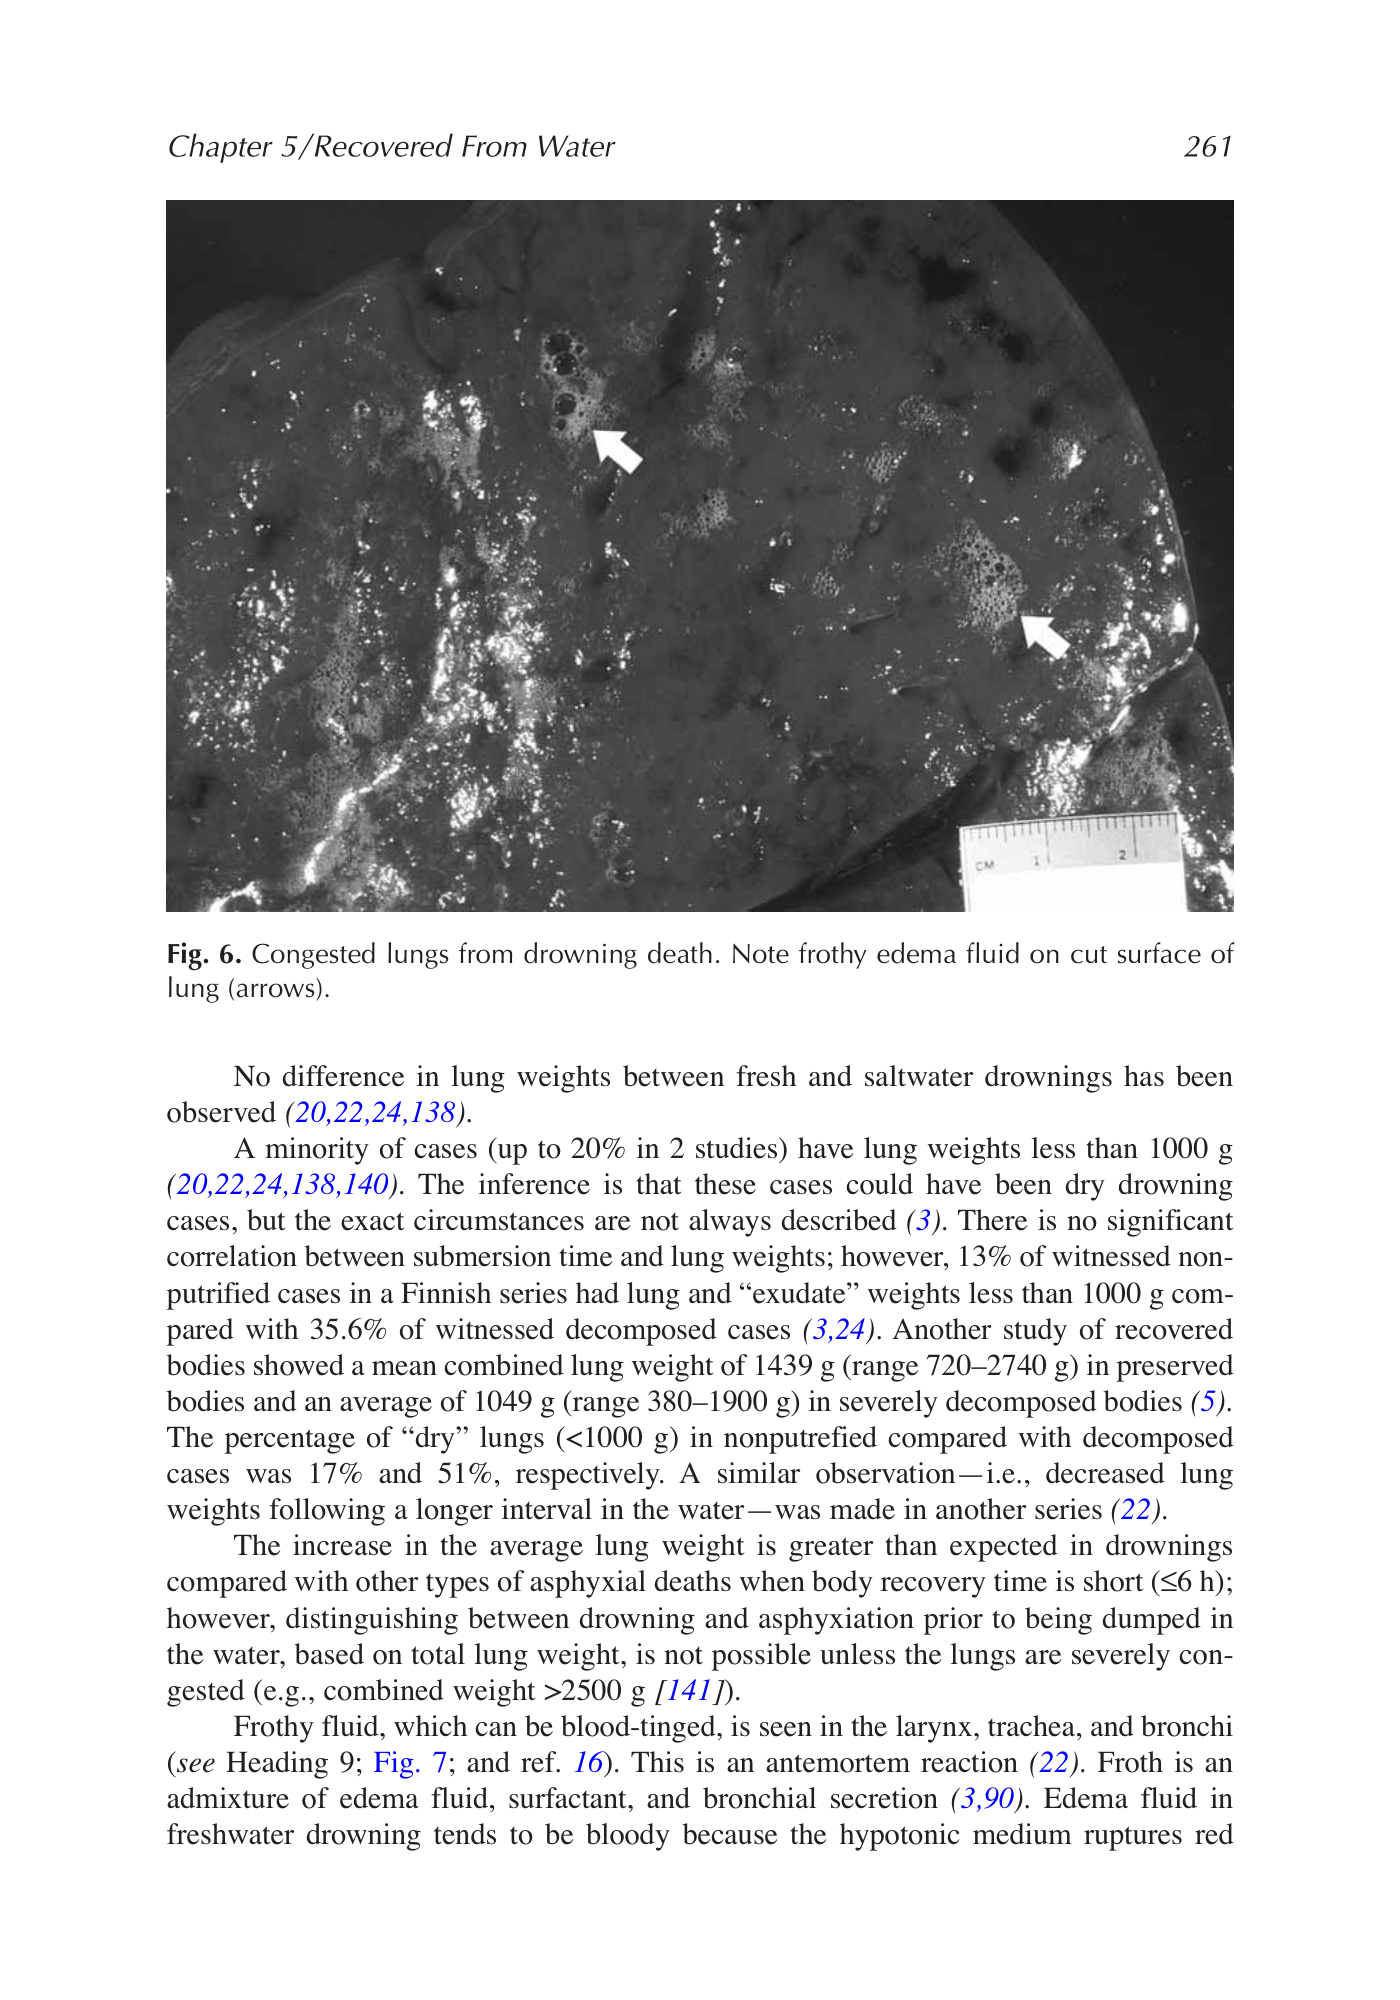 Chapter 5/Recovered From Water 261
CM 1 2
Fig. 6. Congested lungs from drowning death. Note frothy edema fluid on cut surface of
lung (arrows).
No difference in lung weights between fresh and saltwater drownings has been
observed (20,22,24,138).
A minority of cases (up to 20% in 2 studies) have lung weights less than 1000 g
(20,22,24,138,140). The inference is that these cases could have been dry drowning
cases, but the exact circumstances are not always described (3). There is no significant
correlation between submersion time and lung weights; however, 13% of witnessed non-
putrified cases in a Finnish series had lung and “exudate” weights less than 1000 g com-
pared with 35.6% of witnessed decomposed cases (3,24). Another study of recovered
bodies showed a mean combined lung weight of 1439 g (range 720–2740 g) in preserved
bodies and an average of 1049 g (range 380–1900 g) in severely decomposed bodies (5).
The percentage of “dry” lungs (<1000 g) in nonputrefied compared with decomposed
cases was 17% and 51%, respectively. A similar observation—i.e., decreased lung
weights following a longer interval in the water—was made in another series (22).
The increase in the average lung weight is greater than expected in drownings
compared with other types of asphyxial deaths when body recovery time is short (≤6 h);
however, distinguishing between drowning and asphyxiation prior to being dumped in
the water, based on total lung weight, is not possible unless the lungs are severely con-
gested (e.g., combined weight >2500 g [141]).
Frothy fluid, which can be blood-tinged, is seen in the larynx, trachea, and bronchi
(see Heading 9; Fig. 7; and ref. 16). This is an antemortem reaction (22). Froth is an
admixture of edema fluid, surfactant, and bronchial secretion (3,90). Edema fluid in
freshwater drowning tends to be bloody because the hypotonic medium ruptures red